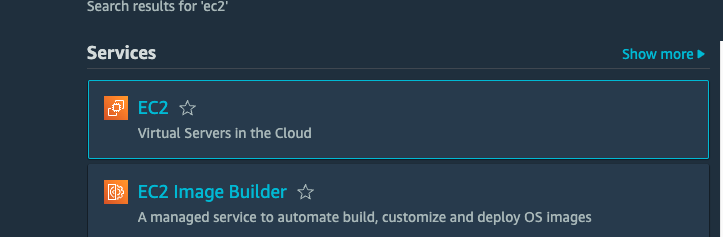 Search results for 'ec2'
Services
Show more
EC2
Virtual Servers in the Cloud
EC2 Image Builder
A managed service to automate build, customize and deploy OS images